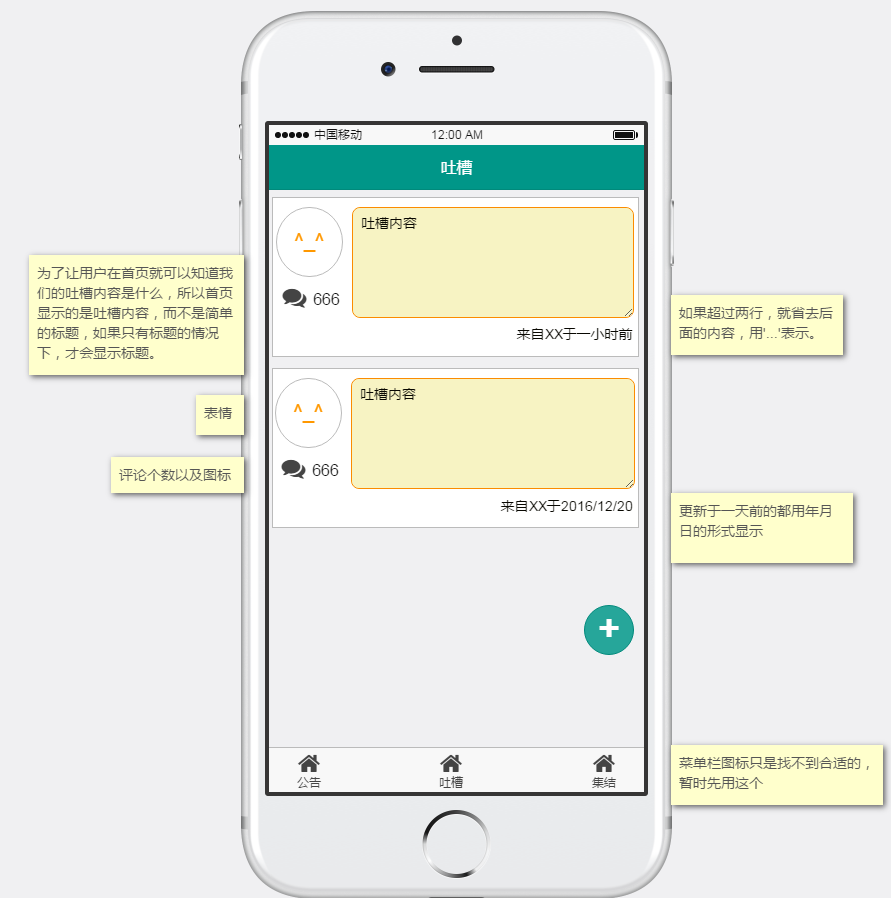 中国移动
12:00 AM
吐槽
^_^
吐槽内容
666
来自XX于一小时前
^_^
吐槽内容
666
来自XX于2016/12/20
+
公告
吐槽
集结
为了让用户在首页就可以知道我
们的吐槽内容是什么，所以首页
显示的是吐槽内容，而不是简单
的标题，如果只有标题的情况
下，才会显示标题。
表情
评论个数以及图标
如果超过两行，就省去后
面的内容，用'...'表示。
更新于一天前的都用年月
日的形式显示
菜单栏图标只是找不到合适的，
暂时先用这个